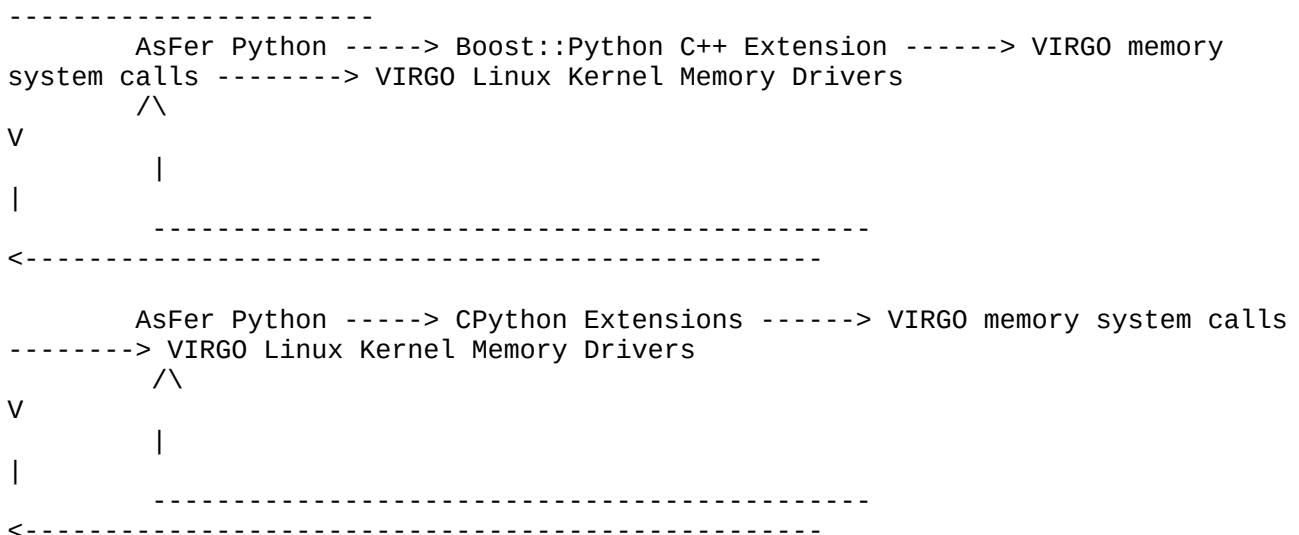 -----------------------
        AsFer Python -----> Boost::Python C++ Extension ------> VIRGO memory
system calls --------> VIRGO Linux Kernel Memory Drivers
        /\
V
         |
|
         ---------------------------------------------
<--------------------------------------------------
        AsFer Python -----> CPython Extensions ------> VIRGO memory system calls
--------> VIRGO Linux Kernel Memory Drivers
         /\
V
         |
|
         ---------------------------------------------
<--------------------------------------------------